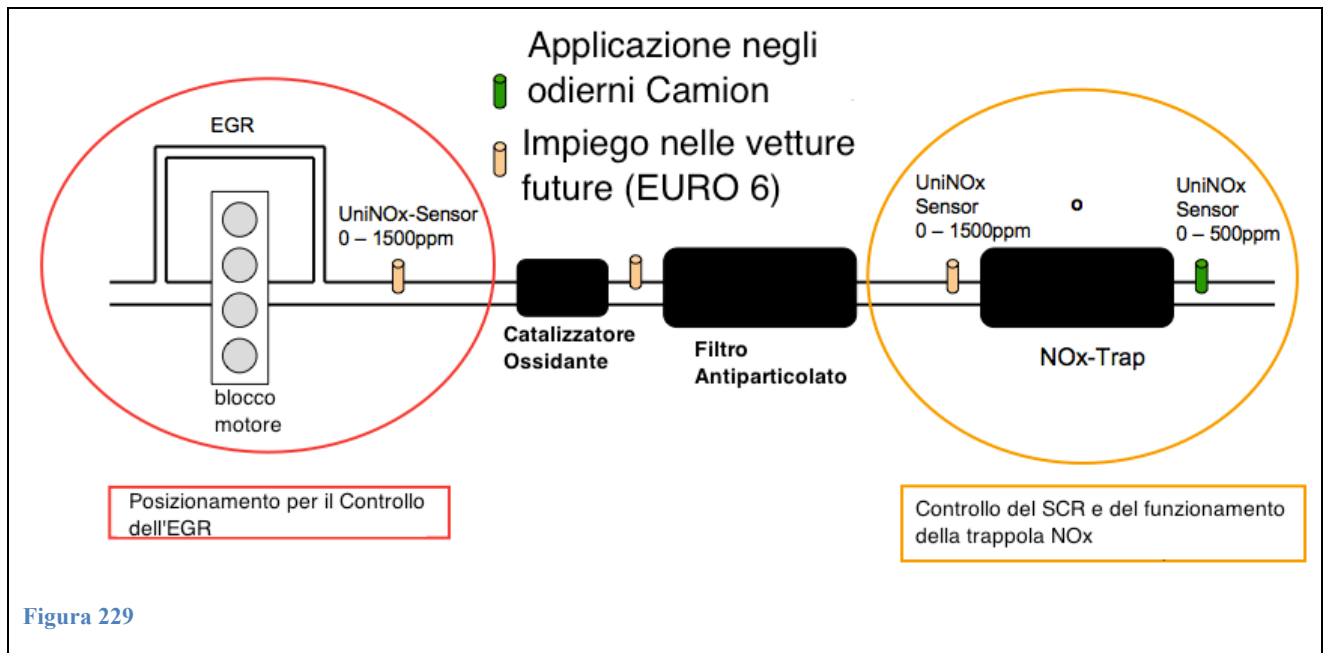 Applicazione negli
odierni Camion
Impiego nelle vetture
future (EURO 6)
EGR
UniNOx-Sensor
0 – 1500ppm
blocco
motore
Catalizzatore
Ossidante
Filtro
Antiparticolato
UniNOx
Sensor
0 – 1500ppm
o
UniNOx
Sensor
0 – 500ppm
NOx-Trap
Posizionamento per il Controllo
dell'EGR
Controllo del SCR e del funzionamento
della trappola NOx
Figura 229